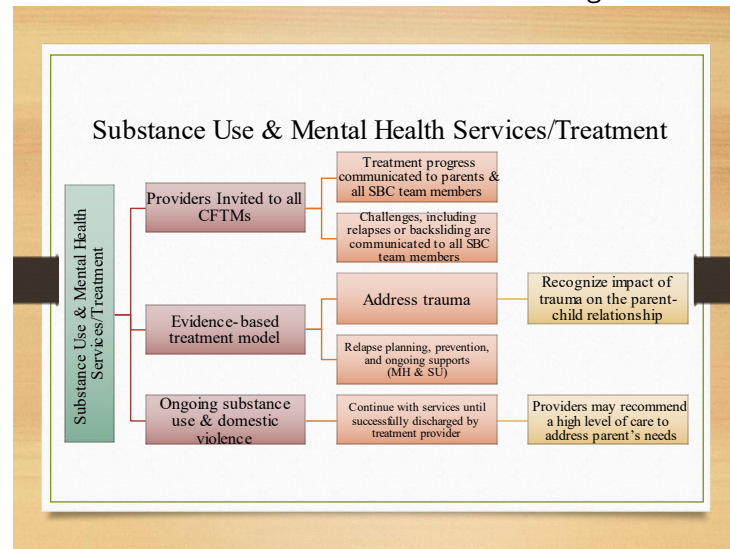 Substance Use & Mental Health Services/Treatment
Substance Use & Mental Health
Services/Treatment
Providers Invited to all
CFTMs
Treatment progress
communicated to parents &
all SBC team members
Challenges, including
relapses or backsliding are
communicated to all SBC
team members
Evidence-based
treatment model
Address trauma
Recognize impact of
trauma on the parent-
child relationship
Relapse planning, prevention,
and ongoing supports
(MH & SU)
Ongoing substance
use & domestic
violence
Continue with services until
successfully discharged by
treatment provider
Providers may recommend
a high level of care to
address parent's needs